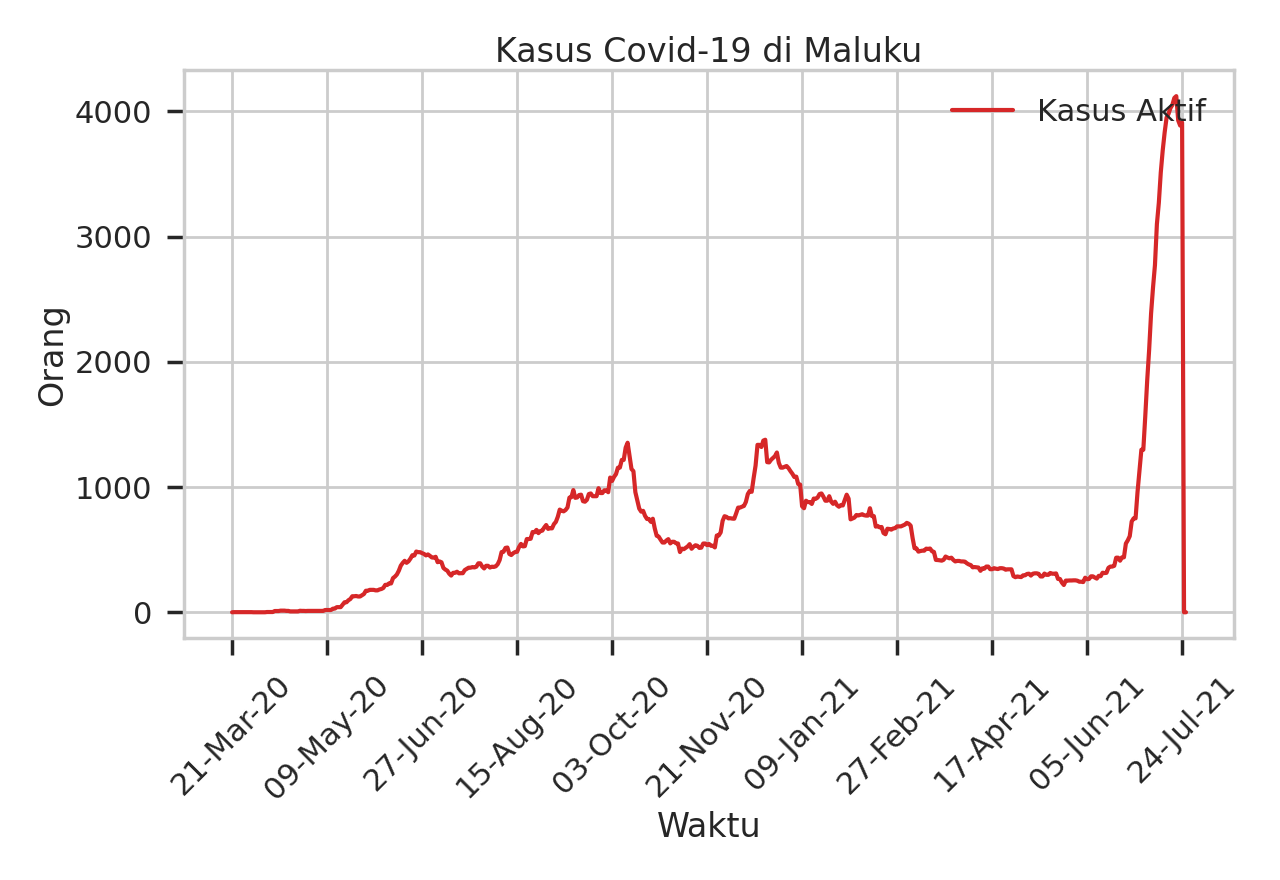 Kasus Covid-19 di Maluku
Kasus Aktif
4000
3000
2000
1000
0
Orang
21-Mar-20
09-May-20
27-Jun-20
15-Aug-20
03-Oct-20
21-Nov-20
09-Jan-21
27-Feb-21
17-Apr-21
05-Jun-21
24-Jul-21
Waktu